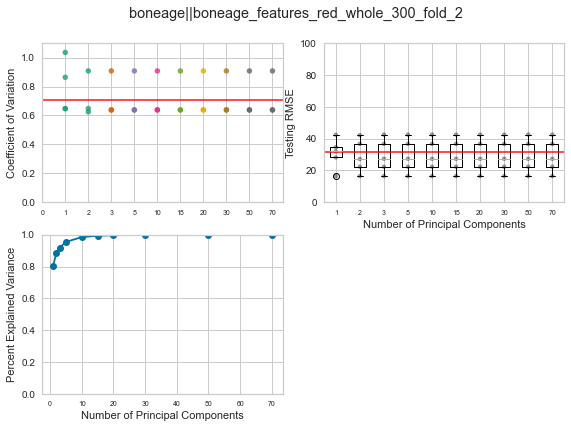 boneage||boneage_features_red_whole_300_fold_2
Coefficient of Variation
1.0
0.8
0.6
0.4
0.2
0.0
0 1 2 3 5 10 15 20 30 50 70
Testing RMSE
100
80
60
40
20
0
1 2 3 5 10 15 20 30 50 70
Number of Principal Components
Percent Explained Variance
1.0
0.8
0.6
0.4
0.2
0.0
0 10 20 30 40 50 60 70
Number of Principal Components